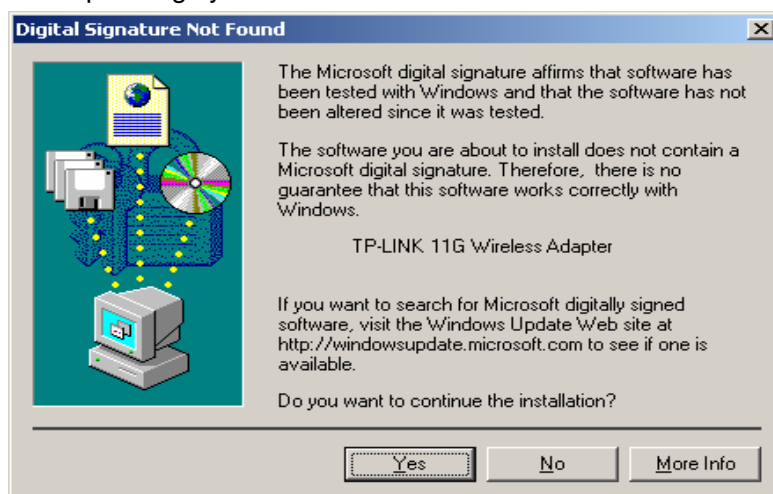 Digital Signature Not Found
The Microsoft digital signature affirms that software has
been tested with Windows and that the software has not
been altered since it was tested.
The software you are about to install does not contain a
Microsoft digital signature. Therefore, there is no
guarantee that this software works correctly with
Windows.
TP-LINK 11G Wireless Adapter
If you want to search for Microsoft digitally signed
software, visit the Windows Update Web site at
http://windowsupdate.microsoft.com to see if one is
available.
Do you want to continue the installation?
Yes No More Info